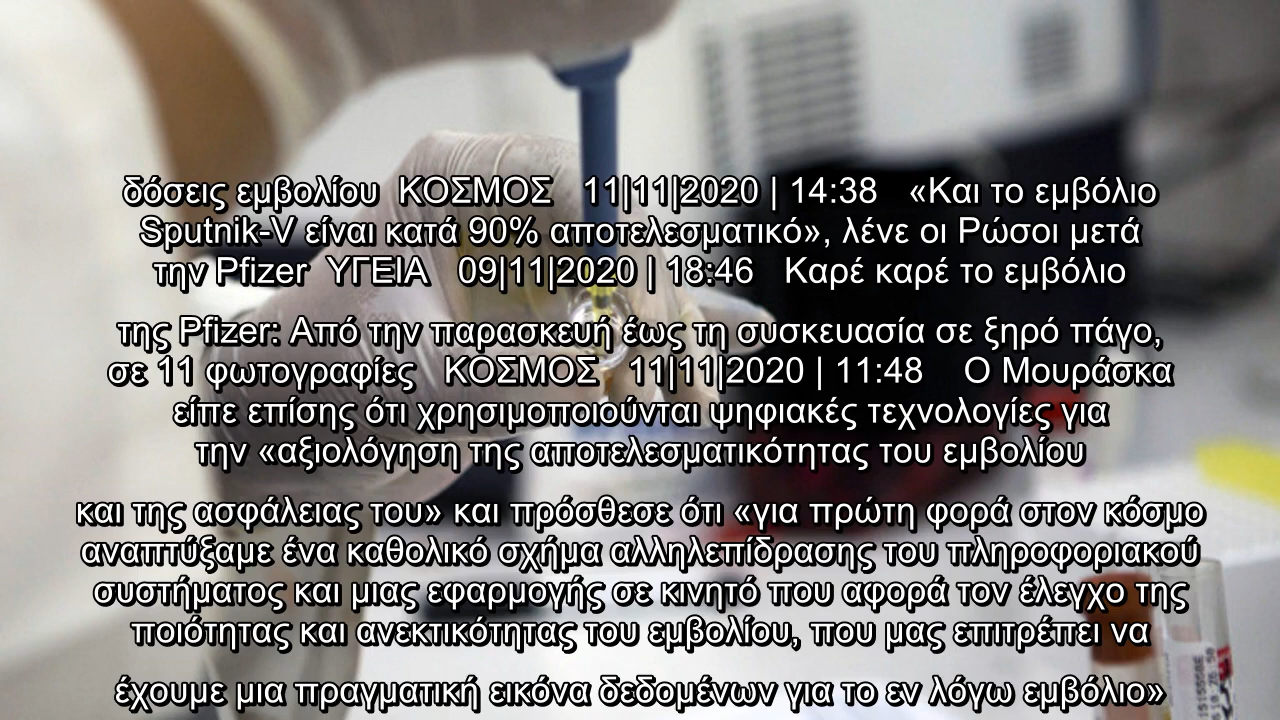 δόσεις εμβολίου ΚΟΣΜΟΣ 11|11|2020 | 14:38 «Και το εμβόλιο
Sputnik-V είναι κατά 90% αποτελεσματικό», λένε οι Ρώσοι μετά
την Pfizer ΥΓΕΙΑ 09|11|2020 | 18:46 Καρέ καρέ το εμβόλιο
της Pfizer: Από την παρασκευή έως τη συσκευασία σε ξηρό πάγο,
σε 11 φωτογραφίες ΚΟΣΜΟΣ 11|11|2020 | 11:48 Ο Μουράσκα
είπε επίσης ότι χρησιμοποιούνται ψηφιακές τεχνολογίες για
την «αξιολόγηση της αποτελεσματικότητας του εμβολίου
και της ασφάλειας του» και πρόσθεσε ότι «για πρώτη φορά στον κόσμο
αναπτύξαμε ένα καθολικό σχήμα αλληλεπίδρασης του πληροφοριακού
συστήματος και μιας εφαρμογής σε κινητό που αφορά τον έλεγχο της
ποιότητας και ανεκτικότητας του εμβολίου, που μας επιτρέπει να
έχουμε μια πραγματική εικόνα δεδομένων για το εν λόγω εμβόλιο»